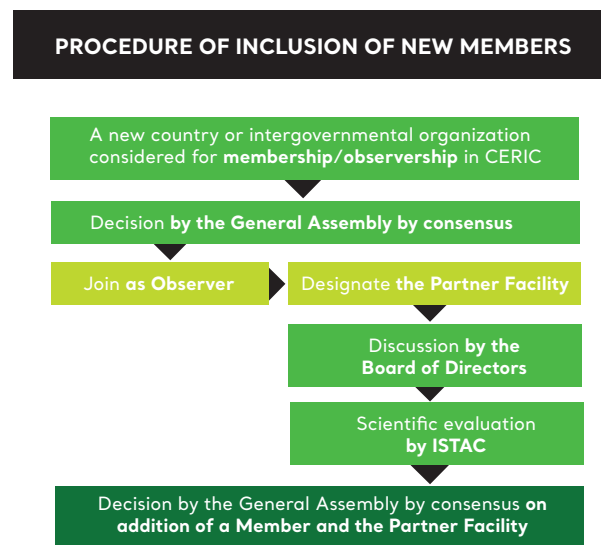 PROCEDURE OF INCLUSION OF NEW MEMBERS
A new country or intergovernmental organization
considered for membership/observership in CERIC
Decision by the General Assembly by consensus
Join as Observer
Designate the Partner Facility
Discussion by the
Board of Directors
Scientific evaluation
by ISTAC
Decision by the General Assembly by consensus on
addition of a Member and the Partner Facility